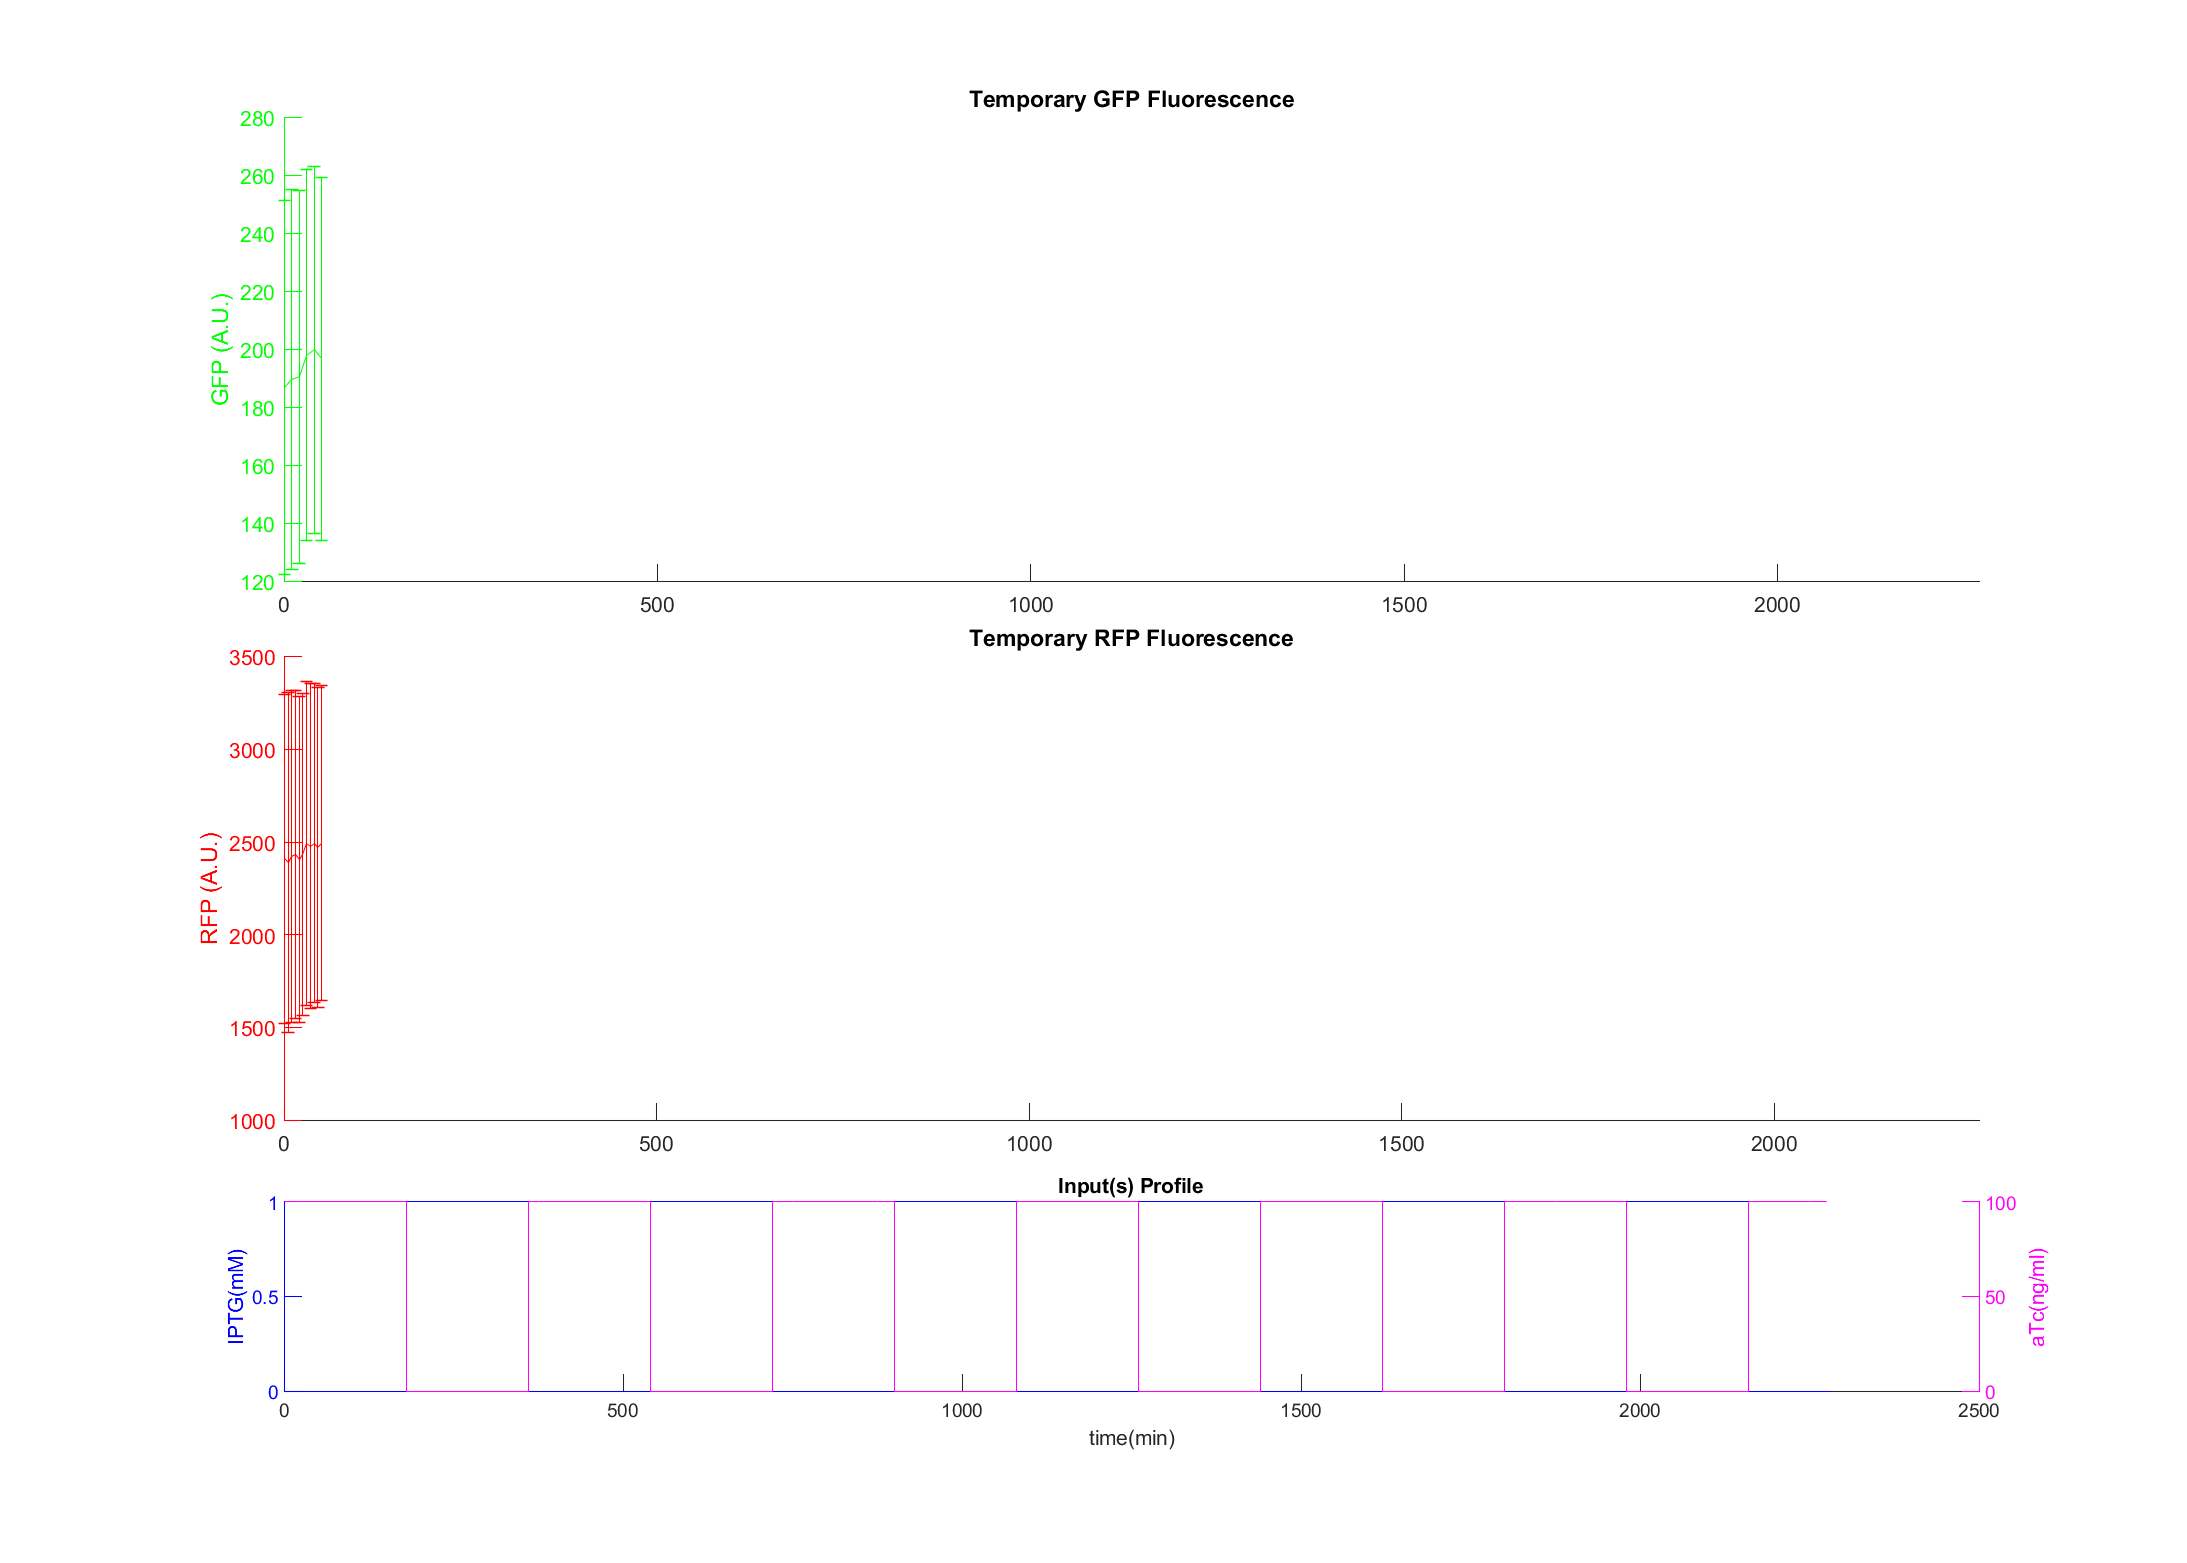 Temporary GFP Fluorescence
280
260
240
220
200
180
160
140
120
GFP (A.U.)
0 500 1000 1500 2000
Temporary RFP Fluorescence
3500
3000
2500
2000
1500
1000
RFP (A.U.)
0 500 1000 1500 2000
Input(s) Profile
1
0.5
0
IPTG(mM)
100
50
0
aTc(ng/ml)
0 500 1000 1500 2000 2500
time(min)